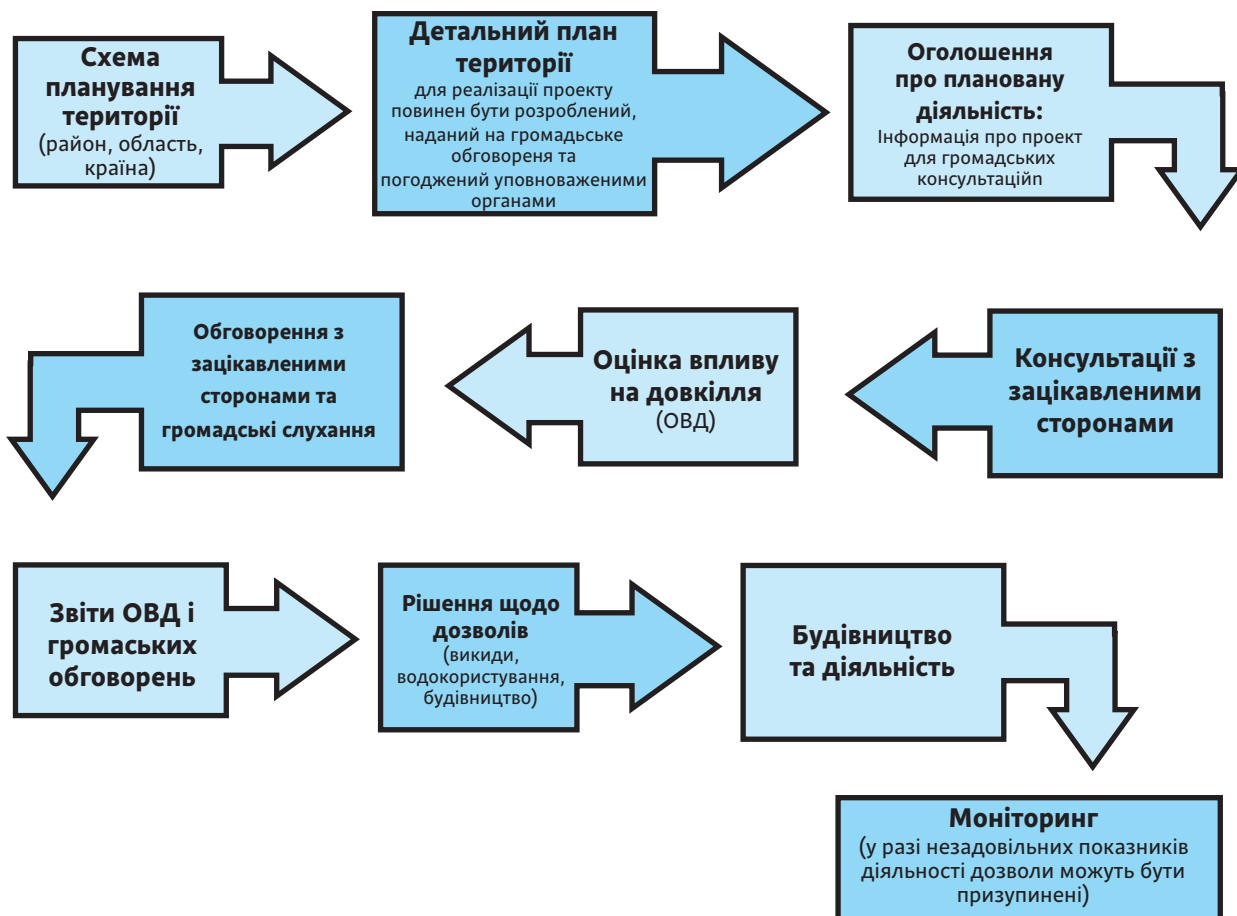 Схема
планування
території
(район, область,
країна)
Детальний план
території
для реалізації проекту
повинен бути розроблений,
наданий на громадьське
обговореня та
погоджений уповноваженими
органами
Оголошення
про плановану
діяльність:
Інформація про проект
для громадських
консультаційn
Консультації з
зацікавленими
сторонами
Оцінка впливу
на довкілля
(ОВД)
Обговорення з
зацікавленими
сторонами та
громадські слухання
Звіти ОВД і
громаських
обговорень
Рішення щодо
дозволів
(викиди,
водокористування,
будівництво)
Будівництво
та діяльність
Моніторинг
(у разі незадовільних показників
діяльності дозволи можуть бути
призупинені)